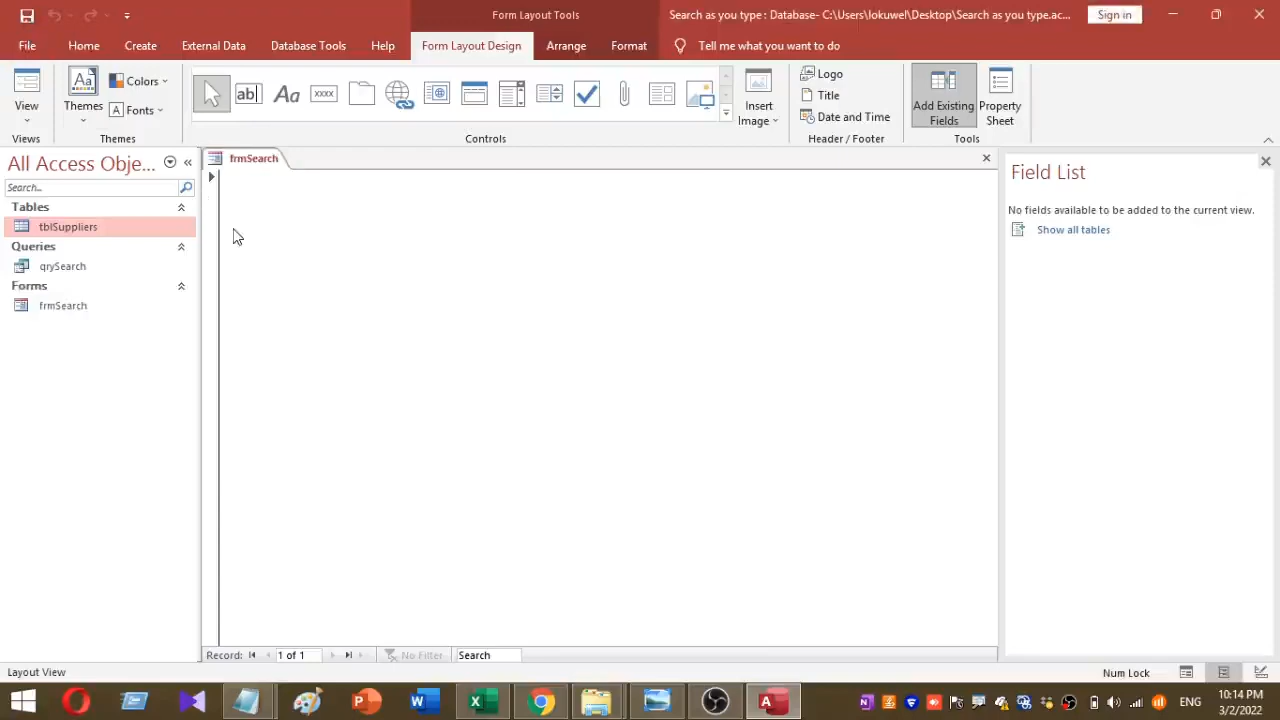 Form Layout Tools
Search as you type : Database- C:\Users\lokuwel\Desktop\Search as you type.ac...
Sign in
File
Home
Create
External Data
Database Tools
Help
Form Layout Design
Arrange
Format
Tell me what you want to do
View
Views
Aa
Themes
Colors
Fonts
Themes
ab
Aa
xxxx
Controls
Insert
Image
Logo
Title
Date and Time
Header / Footer
Add Existing
Fields
Property
Sheet
Tools
All Access Obje...
Search...
Tables
tblSuppliers
Queries
qrySearch
Forms
frmSearch
frmSearch
Field List
No fields available to be added to the current view.
Show all tables
Record:
1 of 1
No Filter
Search
Layout View
Num Lock
ENG
10:14 PM
3/2/2022